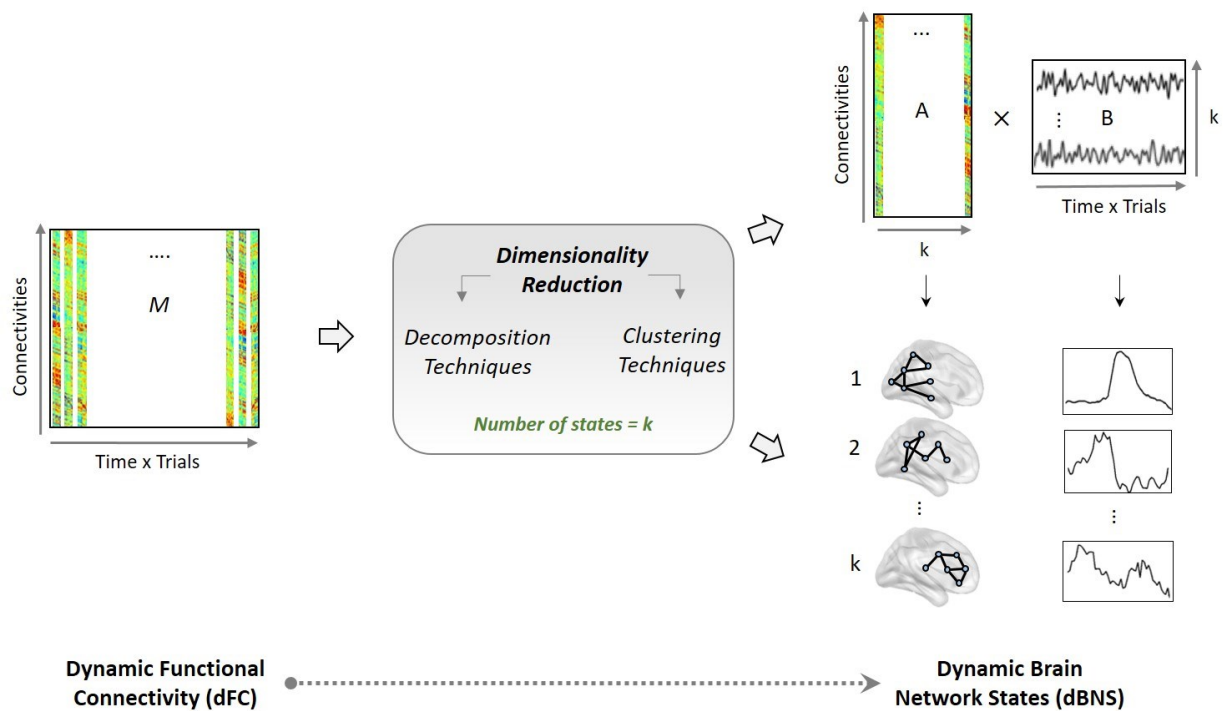 Connectivities
....
M
Time x Trials
Dimensionality
Reduction
Decomposition
Techniques
Clustering
Techniques
Number of states = k
Connectivities
...
A
k
×
...
B
k
Time x Trials
1
2
...
k
...
Dynamic Functional
Connectivity (dFC)
Dynamic Brain
Network States (dBNS)